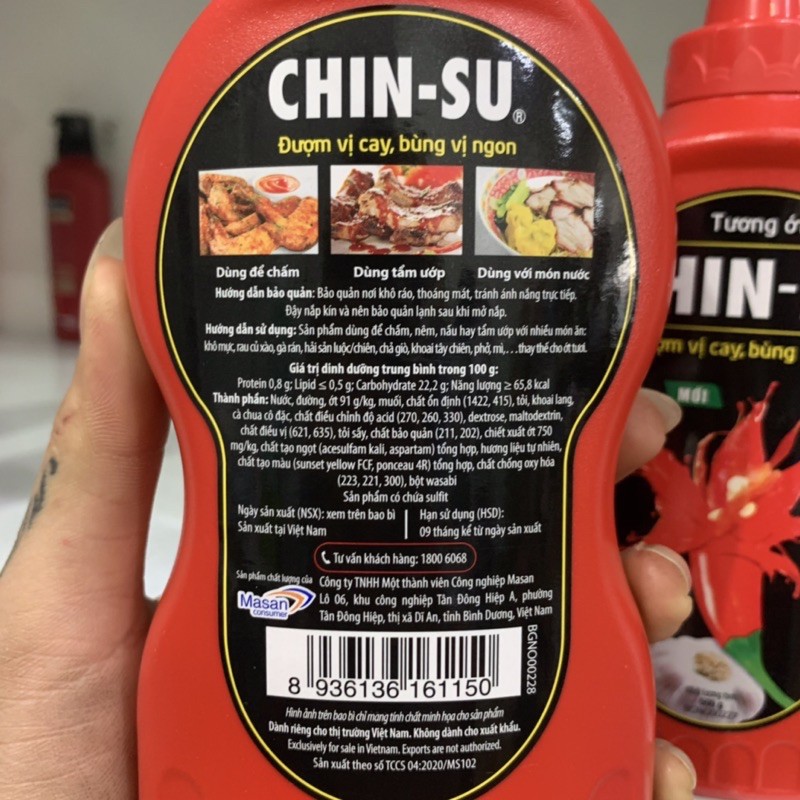 CHIN-SU®
Đượm vị cay, bùng vị ngon
Dùng để chấm
Dùng tẩm ướp
Dùng với món nước
Hướng dẫn bảo quản: Bảo quản nơi khô ráo, thoáng mát, tránh ánh nắng trực tiếp.
Đậy nắp kín và nên bảo quản lạnh sau khi mở nắp.
Hướng dẫn sử dụng: Sản phẩm dùng để chấm, nêm, nấu hay tẩm ướp với nhiều món ăn:
khô mực, rau củ xào, gà rán, hải sản luộc/chiên, chả giò, khoai tây chiên, phở, mì,…thay thế cho ớt tươi.
Giá trị dinh dưỡng trung bình trong 100 g:
Protein 0,8 g; Lipid ≤ 0,5 g; Carbohydrate 22,2 g; Năng lượng ≥ 65,8 kcal
Thành phần: Nước, đường, ớt 91 g/kg, muối, chất ổn định (1422, 415), tỏi, khoai lang,
cà chua cô đặc, chất điều chỉnh độ acid (270, 260, 330), dextrose, maltodextrin,
chất điều vị (621, 635), tỏi sấy, chất bảo quản (211, 202), chiết xuất ớt 750
mg/kg, chất tạo ngọt (acesulfam kali, aspartam) tổng hợp, hương liệu tự nhiên,
chất tạo màu (sunset yellow FCF, ponceau 4R) tổng hợp, chất chống oxy hóa
(223, 221, 300), bột wasabi
Sản phẩm có chứa sulfit
Ngày sản xuất (NSX): xem trên bao bì
Sản xuất tại Việt Nam
Hạn sử dụng (HSD):
09 tháng kể từ ngày sản xuất
Tư vấn khách hàng: 1800 6068
Sản phẩm chất lượng của
Masan
consumer
Công ty TNHH Một thành viên Công nghiệp Masan
Lô 06, khu công nghiệp Tân Đông Hiệp A, phường
Tân Đông Hiệp, thị xã Dĩ An, tỉnh Bình Dương, Việt Nam
BGNO00228
8 936136 161150
Hình ảnh trên bao bì chỉ mang tính chất minh họa cho sản phẩm
Dành riêng cho thị trường Việt Nam. Không dành cho xuất khẩu.
Exclusively for sale in Vietnam. Exports are not authorized.
Sản xuất theo số TCCS 04:2020/MS102
Tương ớ
HIN-
ợm vị cay, bùng
MỚI